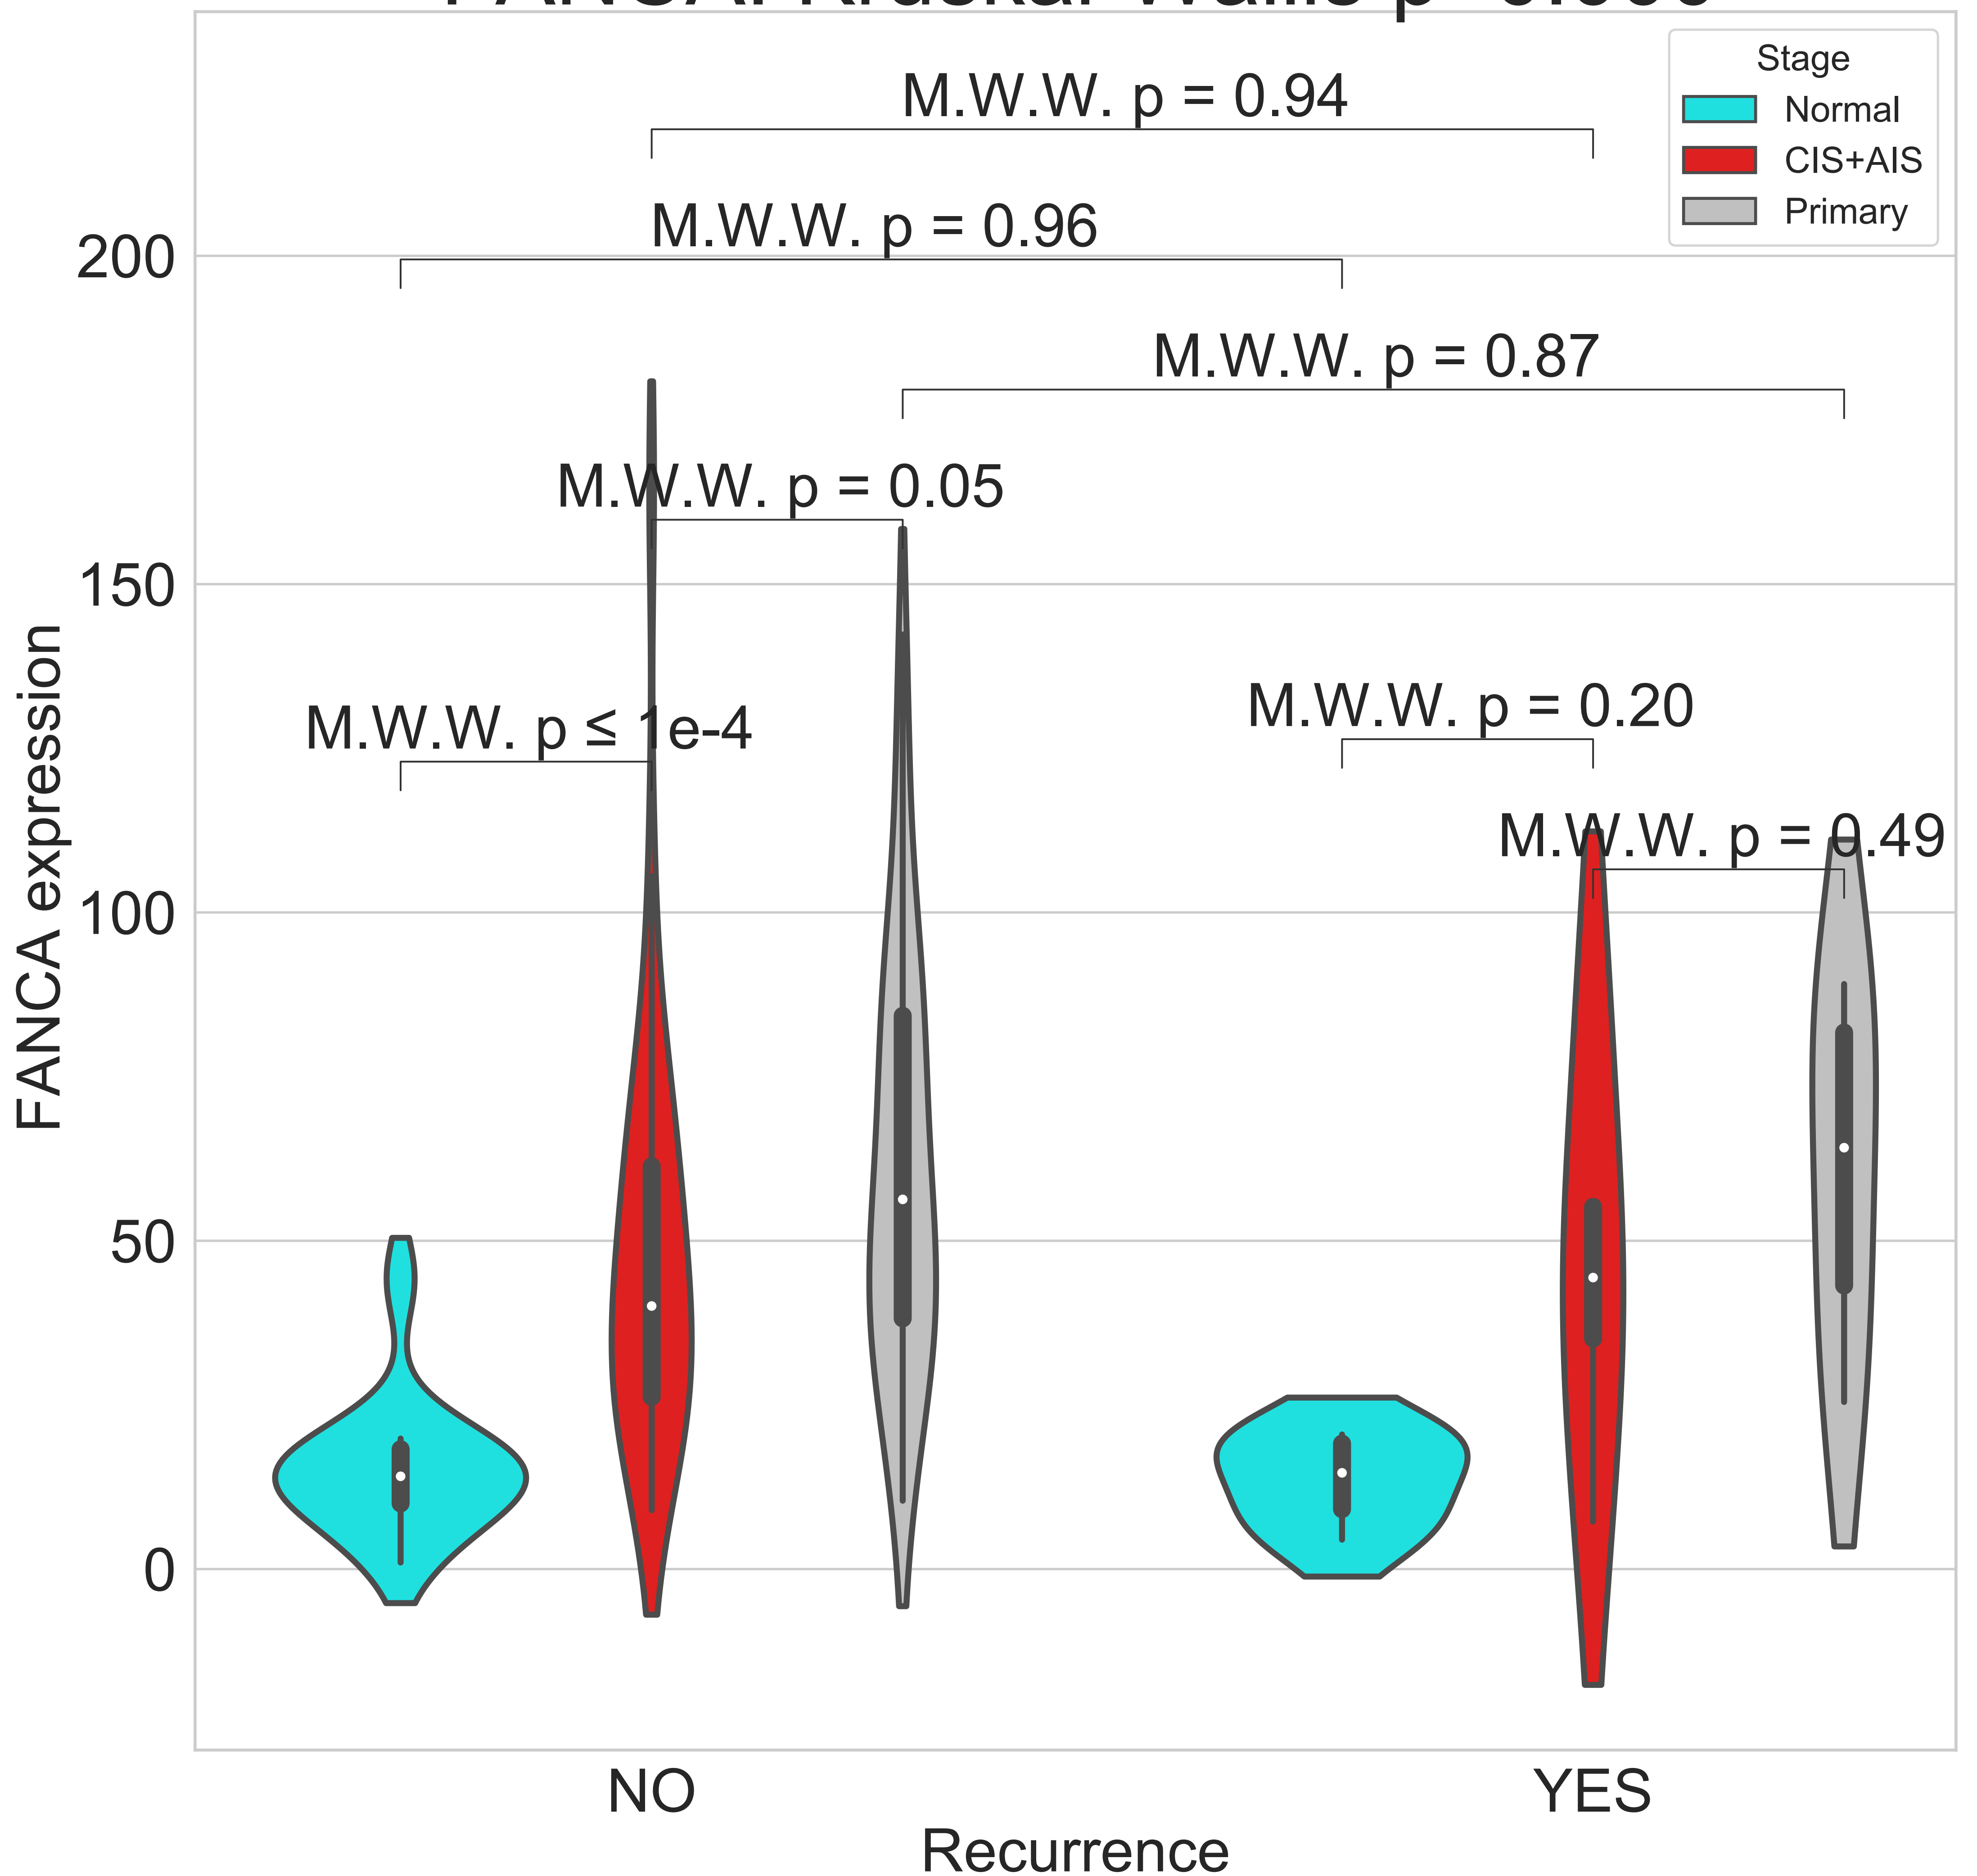 Stage
Normal
CIS+AIS
Primary
M.W.W. p = 0.94
M.W.W. p = 0.96
M.W.W. p = 0.87
M.W.W. p = 0.05
M.W.W. p ≤ 1e-4
M.W.W. p = 0.20
M.W.W. p = 0.49
200
150
100
50
0
FANCA expression
NO
YES
Recurrence